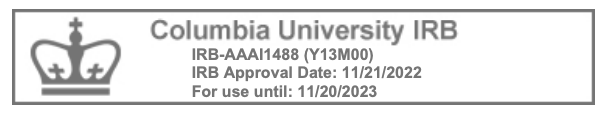 Columbia University IRB
IRB-AAAI1488 (Y13M00)
IRB Approval Date: 11/21/2022
For use until: 11/20/2023